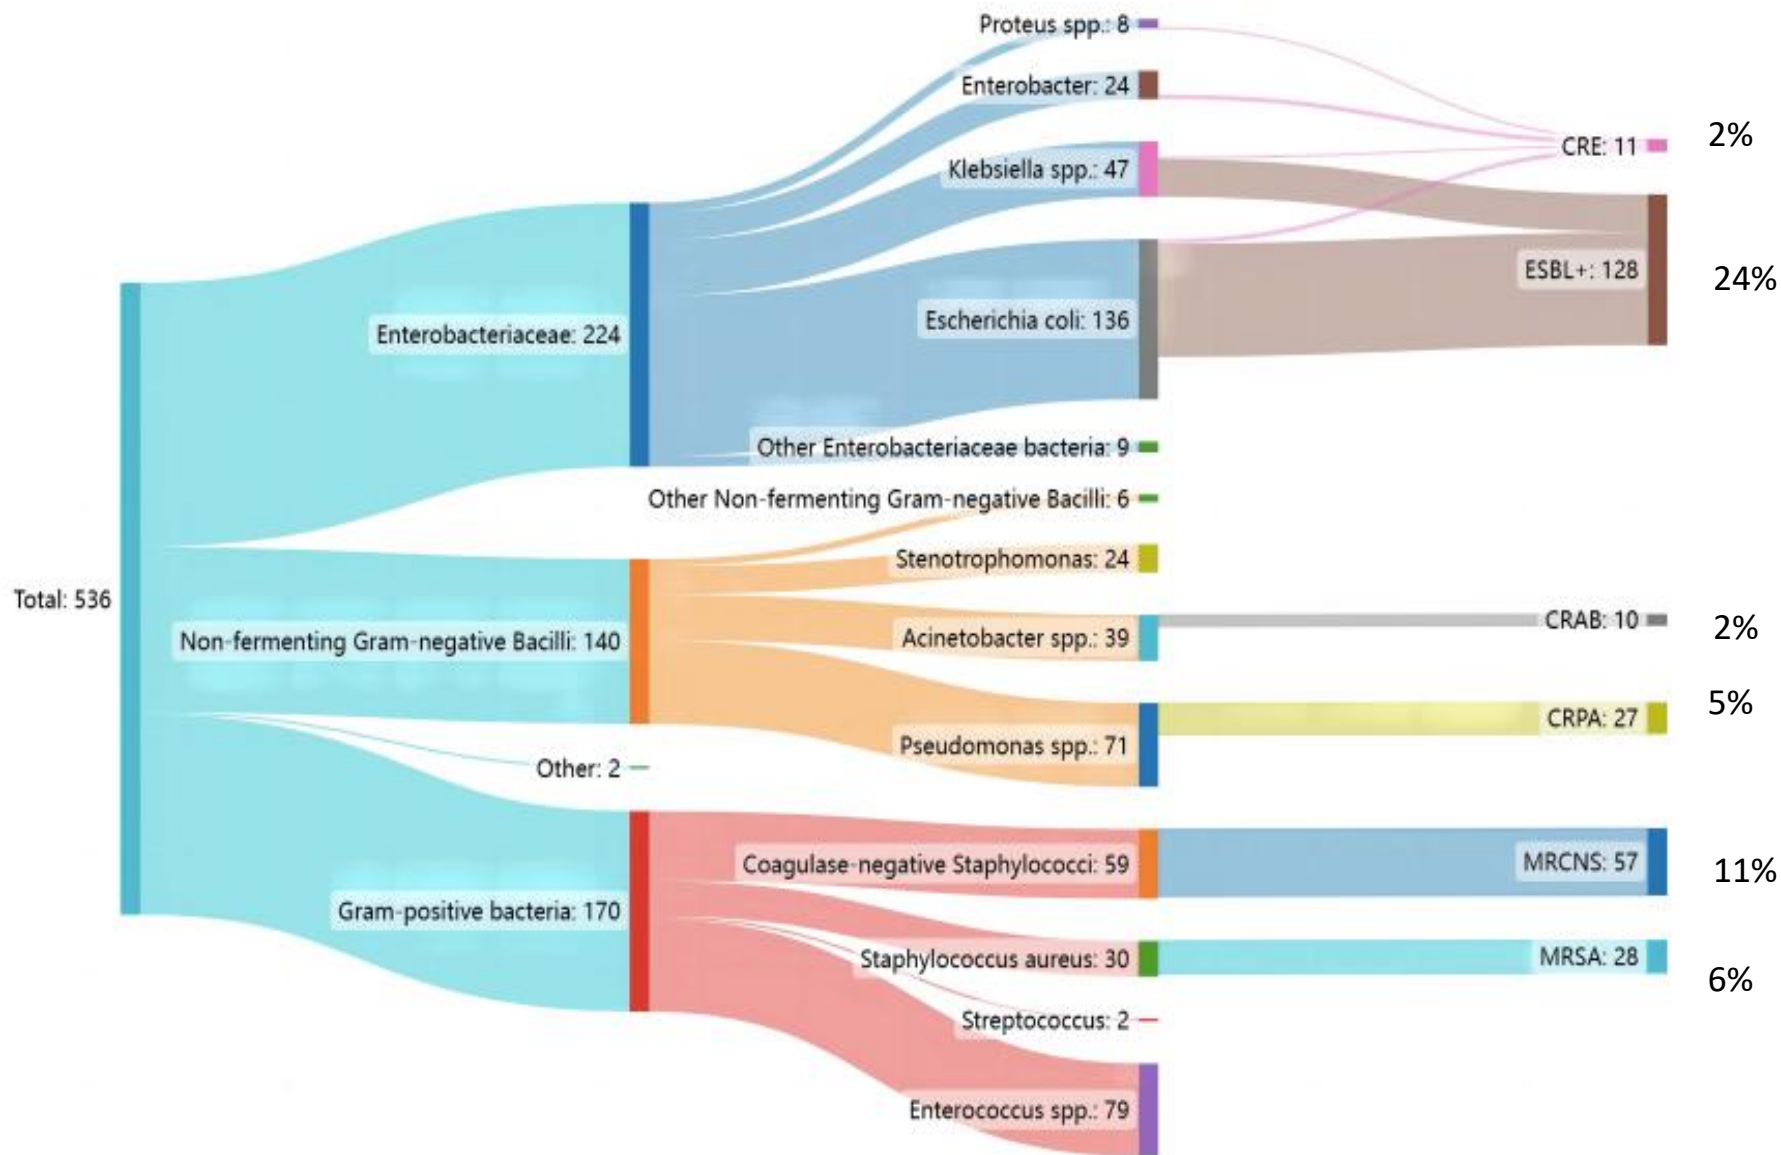 Proteus spp.: 8
Enterobacter: 24
CRE: 11
2%
Klebsiella spp.: 47
ESBL+: 128
24%
Escherichia coli: 136
Enterobacteriaceae: 224
Other Enterobacteriaceae bacteria: 9
Other Non-fermenting Gram-negative Bacilli: 6
Stenotrophomonas: 24
Total: 536
CRAB: 10
2%
Non-fermenting Gram-negative Bacilli: 140
Acinetobacter spp.: 39
5%
CRPA: 27
Pseudomonas spp.: 71
Other: 2
Coagulase-negative Staphylococci: 59
MRCNS: 57
11%
Gram-positive bacteria: 170
Staphylococcus aureus: 30
MRSA: 28
6%
Streptococcus: 2
Enterococcus spp.: 79